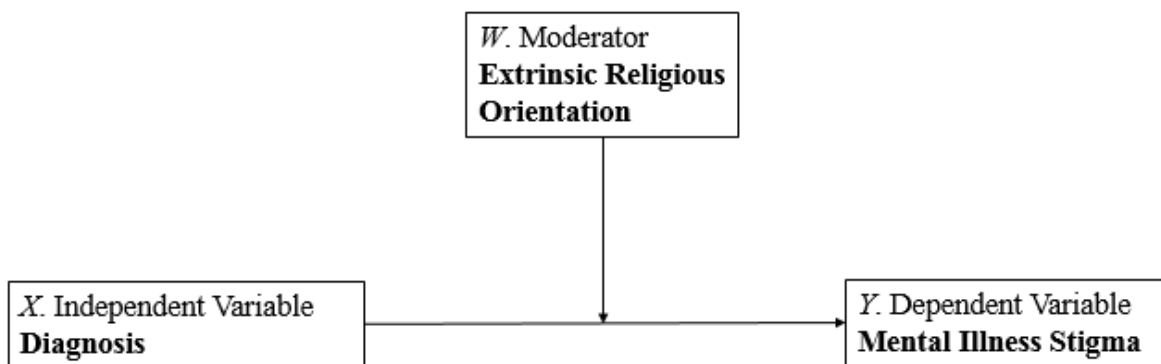 W. Moderator
Extrinsic Religious
Orientation
X. Independent Variable
Diagnosis
Y. Dependent Variable
Mental Illness Stigma